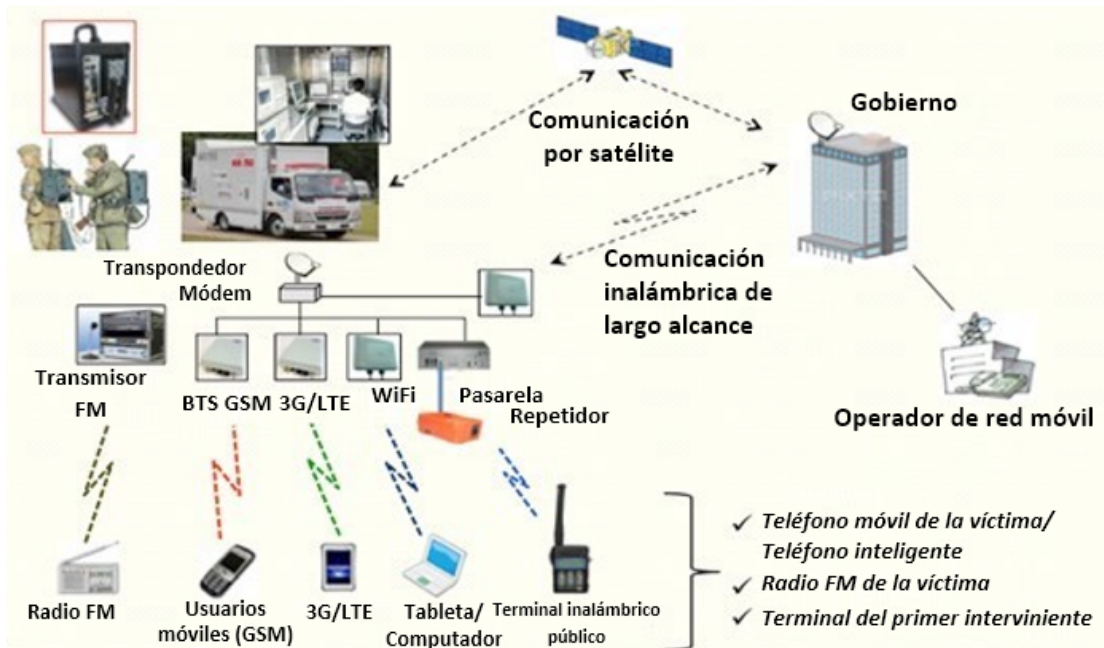 Gobierno
Comunicación
por satélite
Transpondedor
Módem
Comunicación
inalámbrica de
largo alcance
Transmisor
FM
BTS GSM
3G/LTE
WiFi
Pasarela
Repetidor
Operador de red móvil
Radio FM
Usuarios
móviles (GSM)
3G/LTE
Tableta/
Computador
Terminal inalámbrico
público
✓ Teléfono móvil de la víctima/
Teléfono inteligente
✓ Radio FM de la víctima
✓ Terminal del primer interviniente